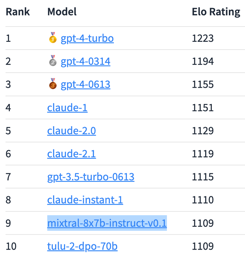 Rank Model Elo Rating
1 🥇 gpt-4-turbo 1223
2 🥈 gpt-4-0314 1194
3 🥉 gpt-4-0613 1155
4 claude-1 1151
5 claude-2.0 1129
6 claude-2.1 1119
7 gpt-3.5-turbo-0613 1115
8 claude-instant-1 1110
9 mixtral-8x7b-instruct-v0.1 1109
10 tulu-2-dpo-70b 1109